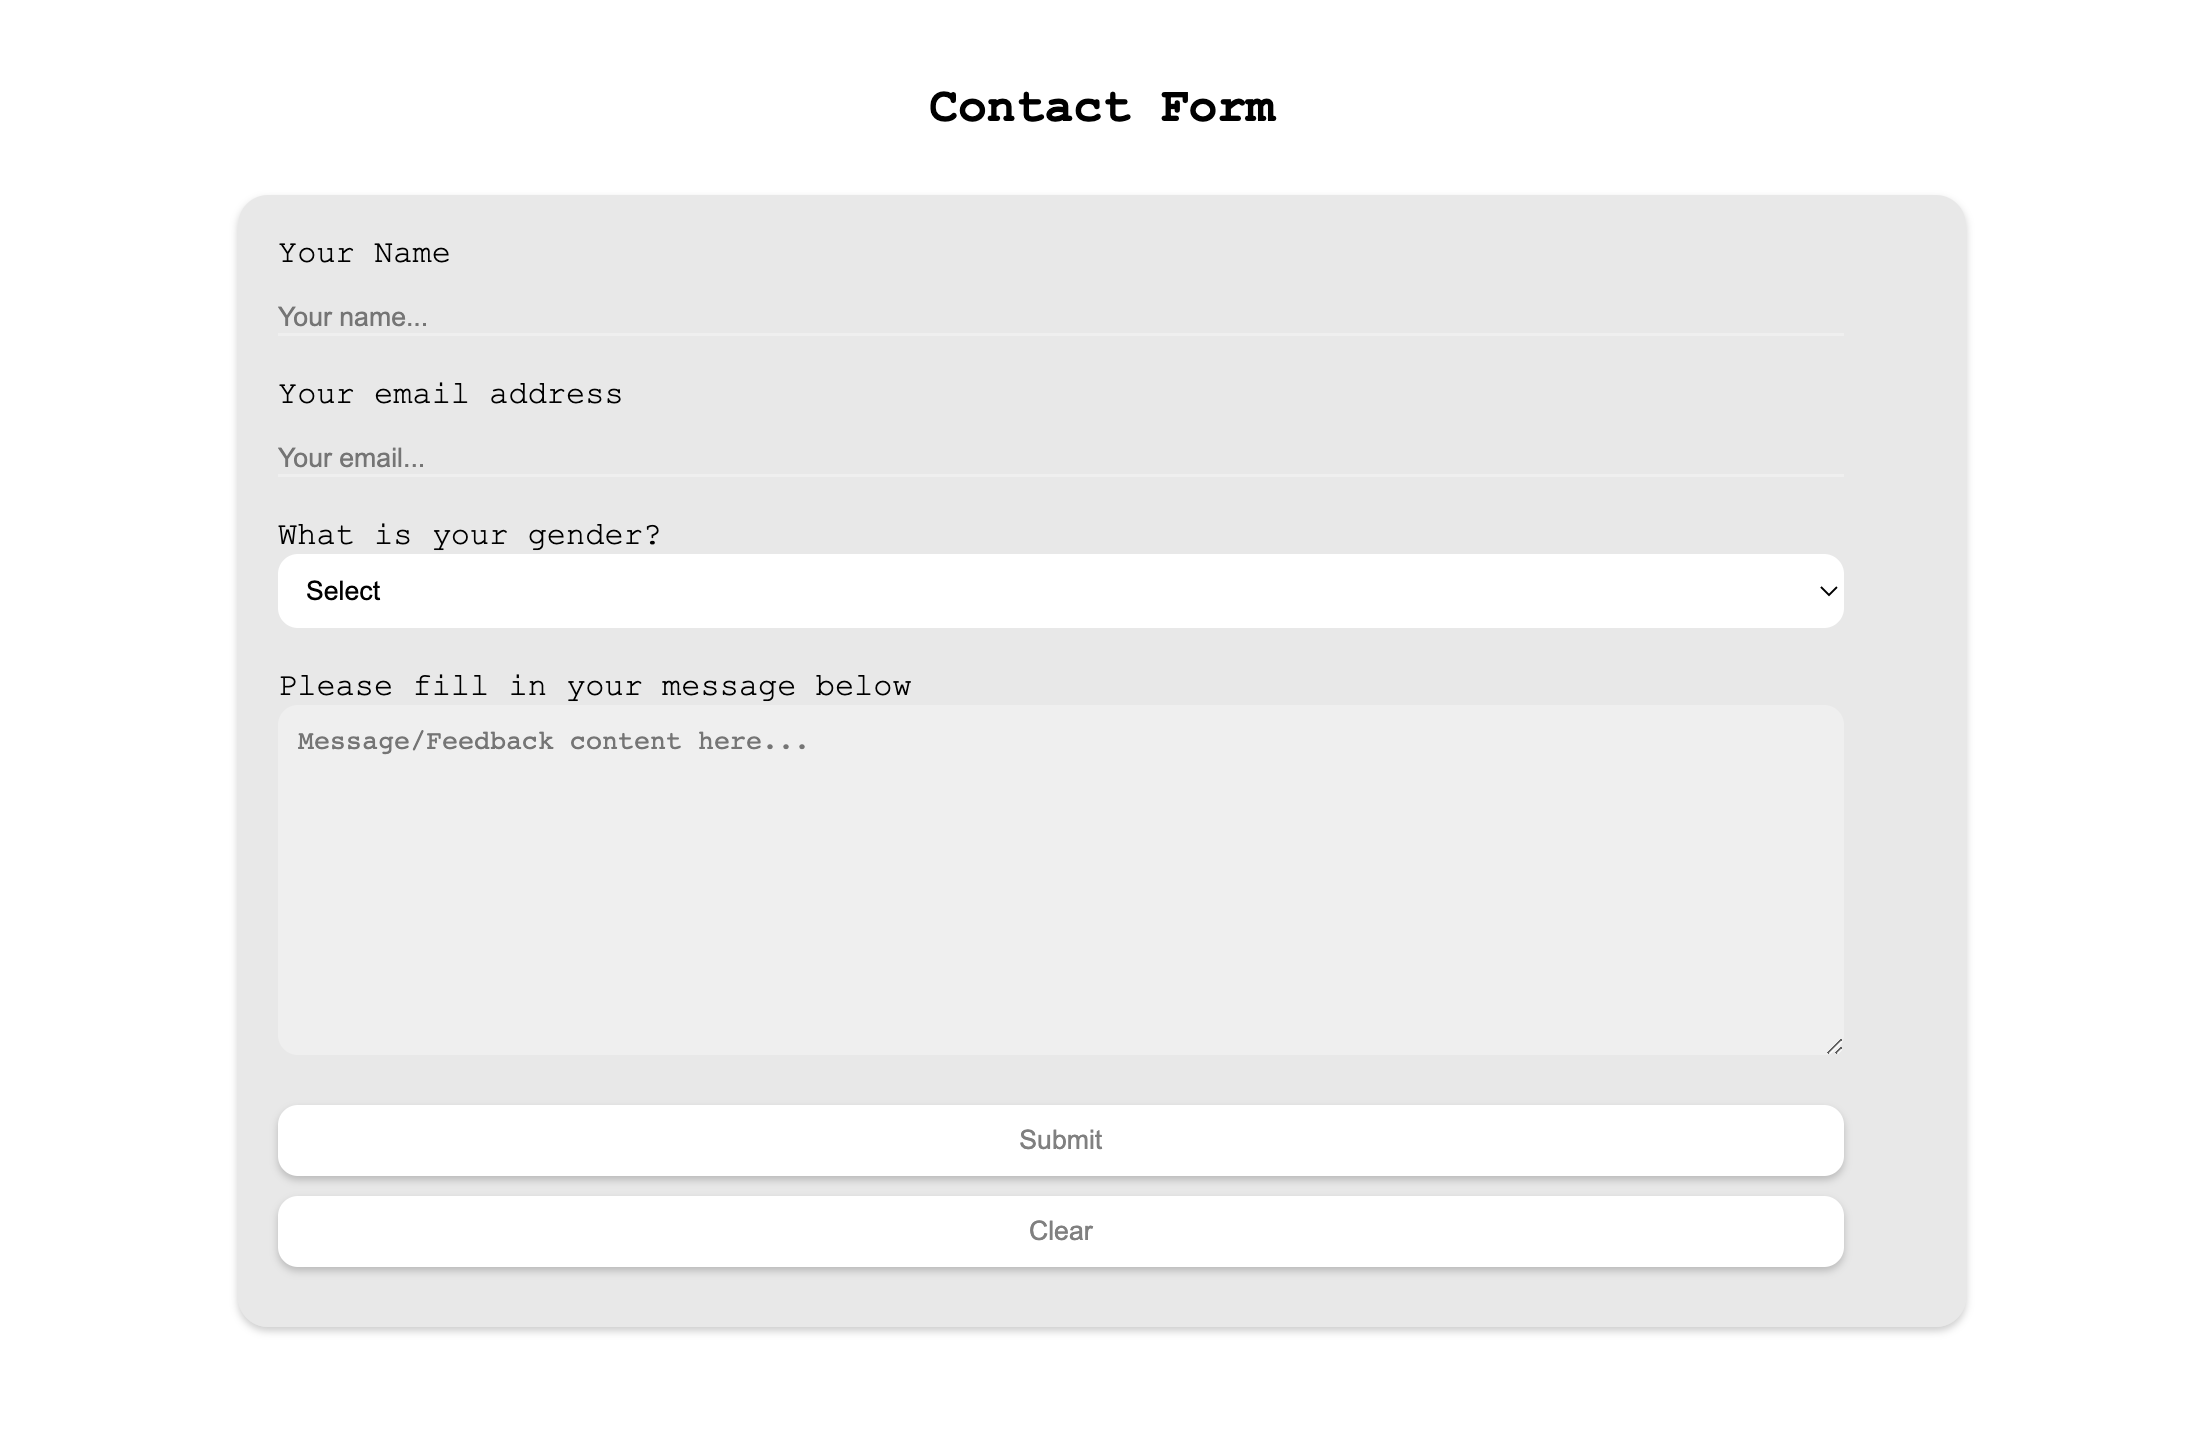 Contact Form
Your Name
Your name...
Your email address
Your email...
What is your gender?
Select
Please fill in your message below
Message/Feedback content here...
Submit
Clear